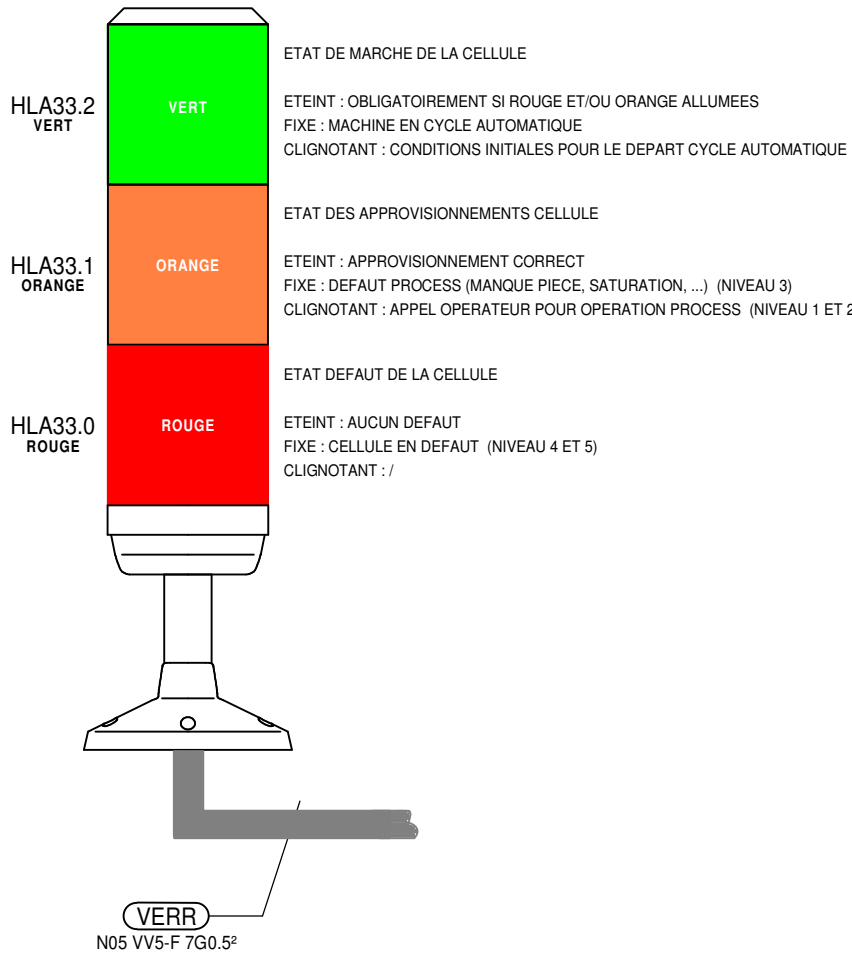 ETAT DE MARCHE DE LA CELLULE
HLA33.2
VERT
VERT
ETEINT : OBLIGATOIREMENT SI ROUGE ET/OU ORANGE ALLUMEES
FIXE : MACHINE EN CYCLE AUTOMATIQUE
CLIGNOTANT : CONDITIONS INITIALES POUR LE DEPART CYCLE AUTOMATIQUE
ETAT DES APPROVISIONNEMENTS CELLULE
HLA33.1
ORANGE
ORANGE
ETEINT : APPROVISIONNEMENT CORRECT
FIXE : DEFAUT PROCESS (MANQUE PIECE, SATURATION, ...) (NIVEAU 3)
CLIGNOTANT : APPEL OPERATEUR POUR OPERATION PROCESS (NIVEAU 1 ET 2
ETAT DEFAUT DE LA CELLULE
HLA33.0
ROUGE
ROUGE
ETEINT : AUCUN DEFAUT
FIXE : CELLULE EN DEFAUT (NIVEAU 4 ET 5)
CLIGNOTANT : /
VERR
N05 VV5-F 7G0.5²